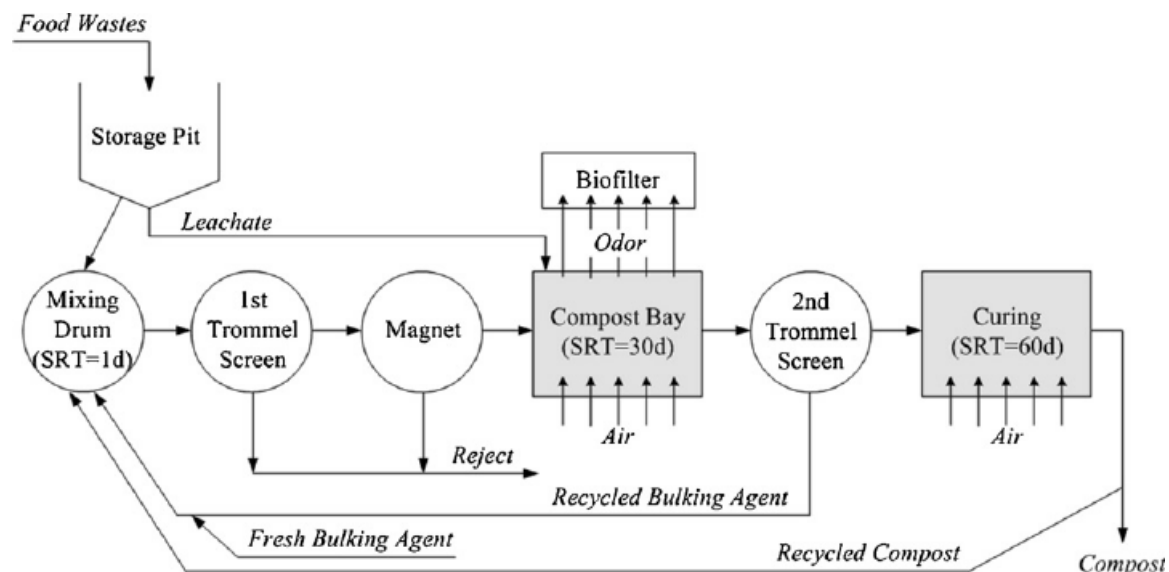 Food Wastes
Storage Pit
Biofilter
Leachate
Odor
Mixing
Drum
(SRT=1d)
1st
Trommel
Screen
Magnet
Compost Bay
(SRT=30d)
2nd
Trommel
Screen
Curing
(SRT=60d)
Air
Air
Reject
Recycled Bulking Agent
Fresh Bulking Agent
Recycled Compost
Compost